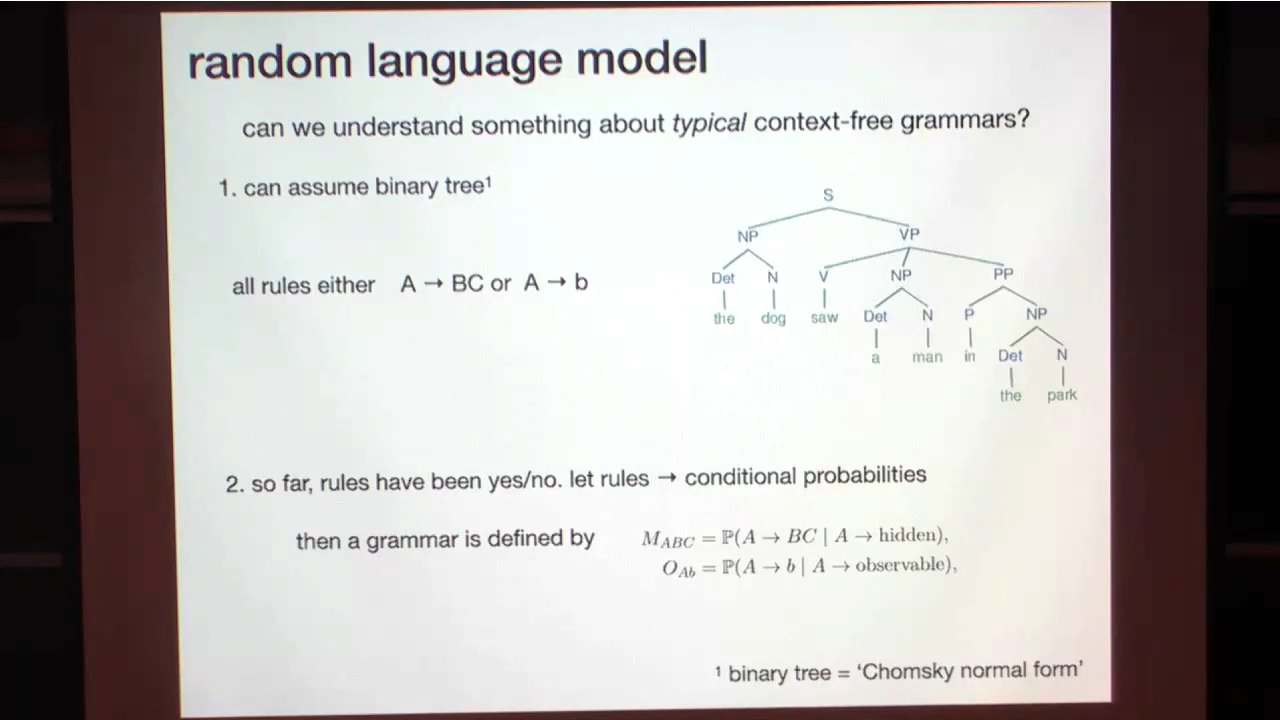 random language model
can we understand something about typical context-free grammars?
1. can assume binary tree¹
S
NP VP
Det N V NP PP
the dog saw Det N P NP
a man in Det N
the park
all rules either A → BC or A → b
2. so far, rules have been yes/no. let rules → conditional probabilities
then a grammar is defined by M_ABC = ℙ(A → BC | A → hidden),
O_Ab = ℙ(A → b | A → observable),
¹ binary tree = ‘Chomsky normal form’